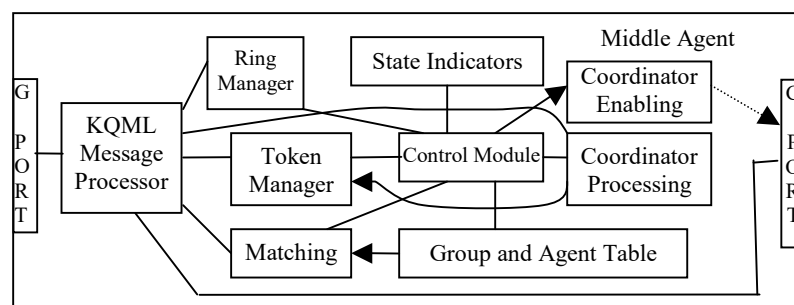 Middle Agent
Ring
Manager
State Indicators
Coordinator
Enabling
G PORT
KQML
Message
Processor
Token
Manager
Control Module
Coordinator
Processing
Matching
Group and Agent Table